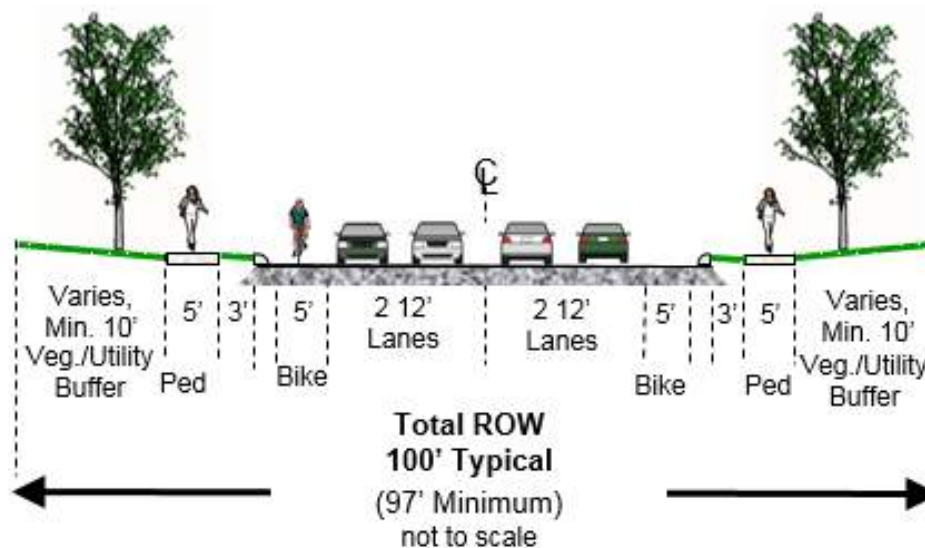 ℄
Varies,
Min. 10’
Veg./Utility
Buffer
5’
Ped
3’
5’
Bike
2 12’
Lanes
2 12’
Lanes
5’
Bike
3’
5’
Ped
Varies,
Min. 10’
Veg./Utility
Buffer
Total ROW
100’ Typical
(97’ Minimum)
not to scale